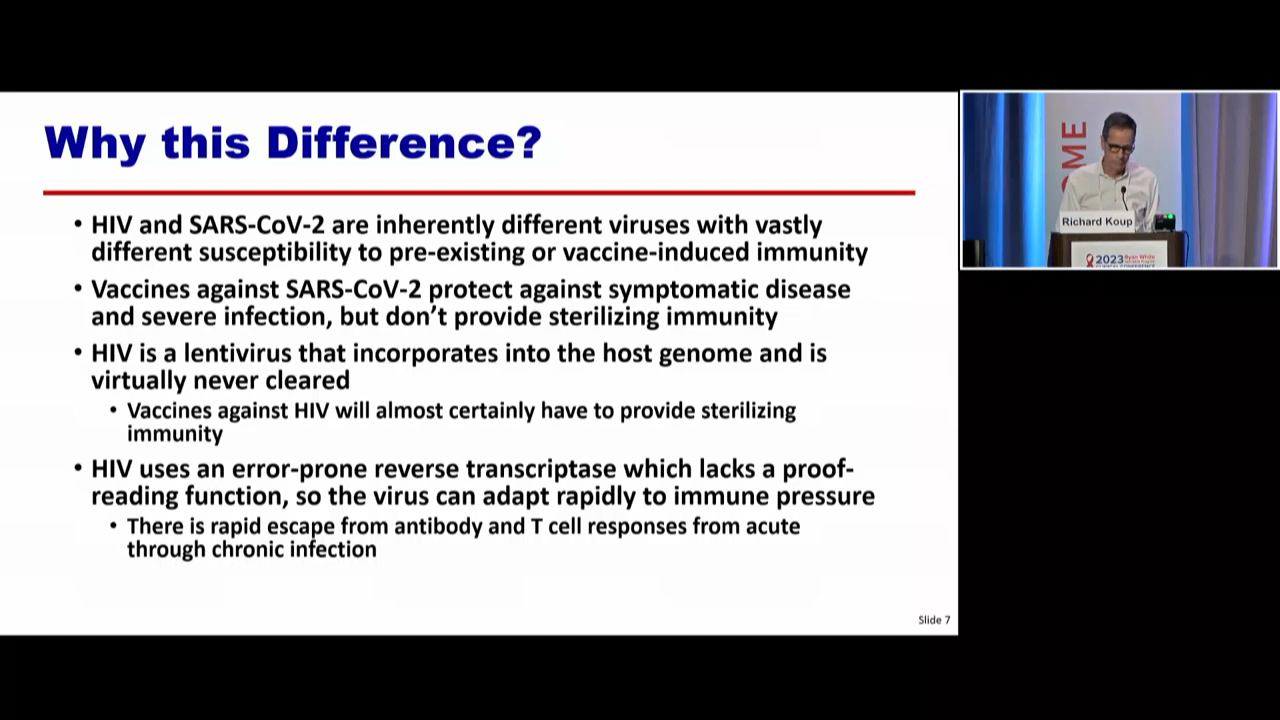 Why this Difference?
• HIV and SARS-CoV-2 are inherently different viruses with vastly
different susceptibility to pre-existing or vaccine-induced immunity
• Vaccines against SARS-CoV-2 protect against symptomatic disease
and severe infection, but don’t provide sterilizing immunity
• HIV is a lentivirus that incorporates into the host genome and is
virtually never cleared
• Vaccines against HIV will almost certainly have to provide sterilizing
immunity
• HIV uses an error-prone reverse transcriptase which lacks a proof-
reading function, so the virus can adapt rapidly to immune pressure
• There is rapid escape from antibody and T cell responses from acute
through chronic infection
Slide 7
OME
Richard Koup
2023 Ryan White
CLINICAL CONFERENCE